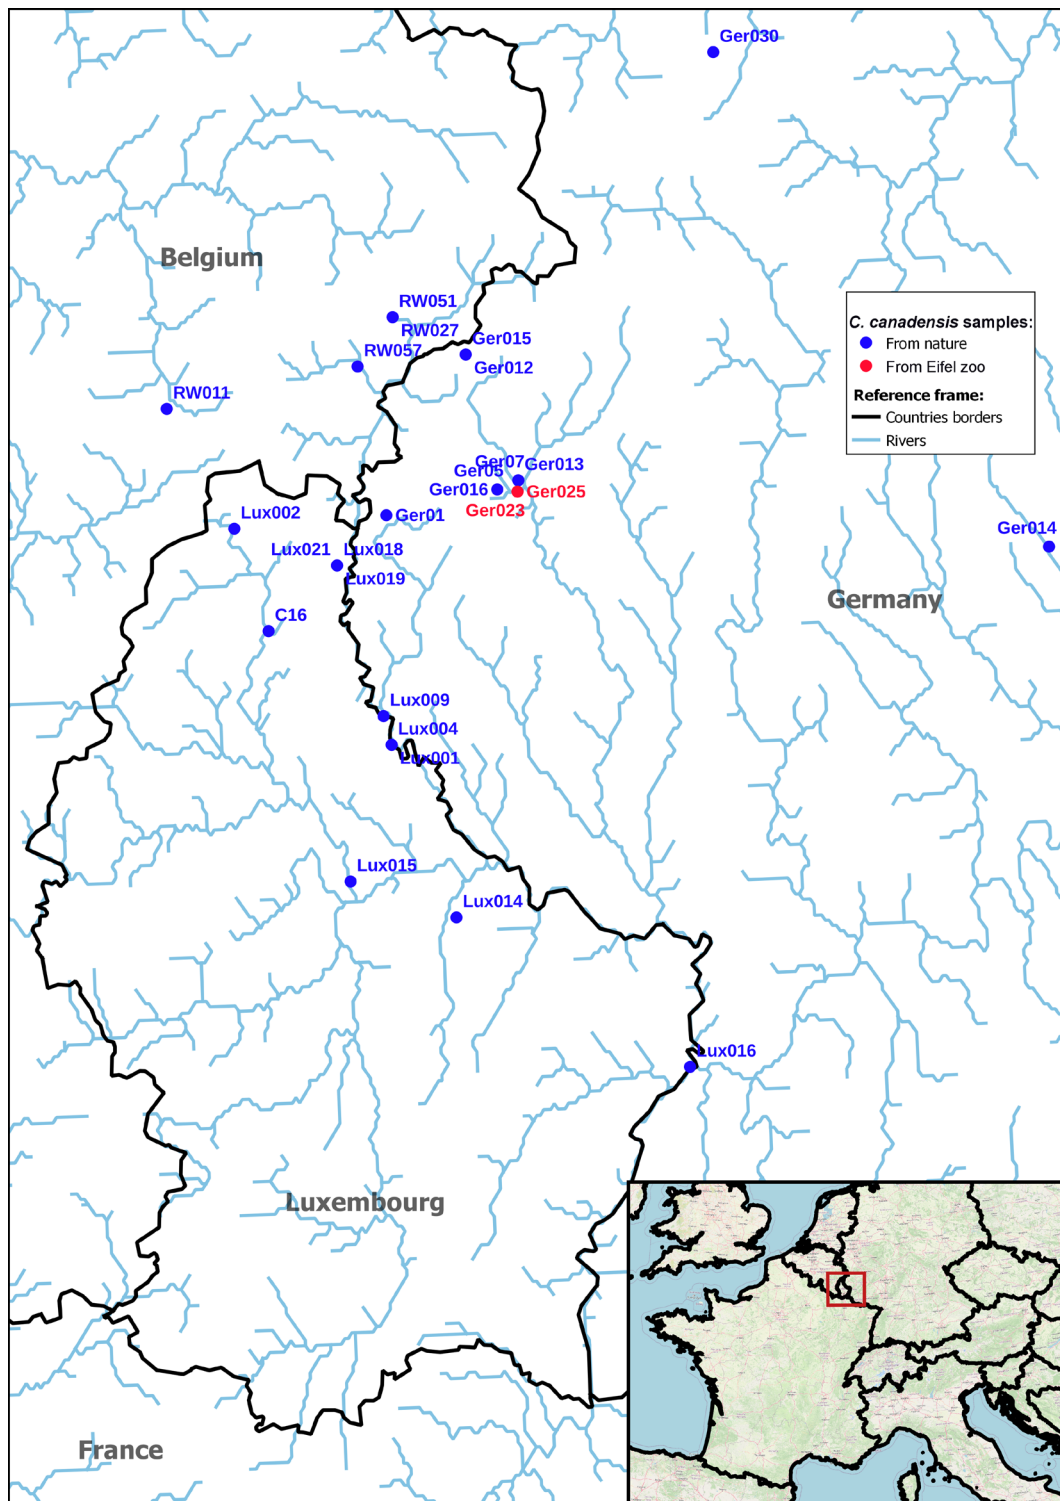 Ger030
Belgium
RW051
RW027
Ger015
RW057
Ger012
RW011
C. canadensis samples:
From nature
From Eifel zoo
Reference frame:
Countries borders
Rivers
Ger07
Ger013
Ger05
Ger016
Ger025
Ger023
Lux002
Ger01
Ger014
Lux021
Lux018
Lux019
Germany
C16
Lux009
Lux004
Lux001
Lux015
Lux014
Lux016
Luxembourg
France